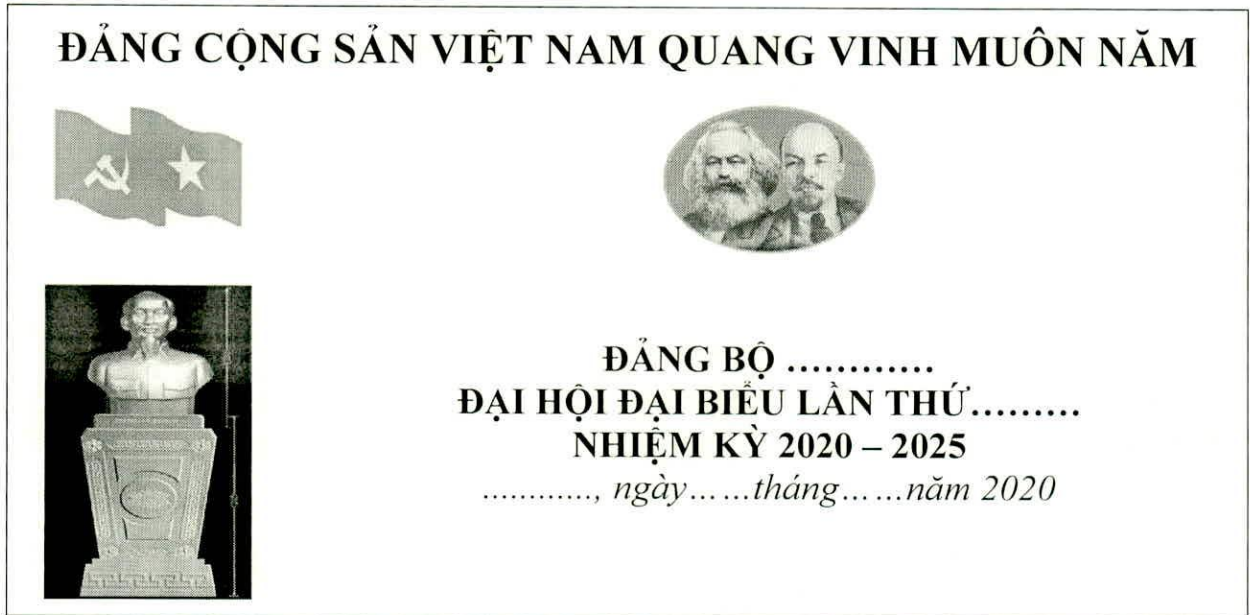 ĐẢNG CỘNG SẢN VIỆT NAM QUANG VINH MUÔN NĂM
ĐẢNG BỘ ............
ĐẠI HỘI ĐẠI BIỂU LẦN THỨ.........
NHIỆM KỲ 2020 – 2025
............, ngày......tháng......năm 2020